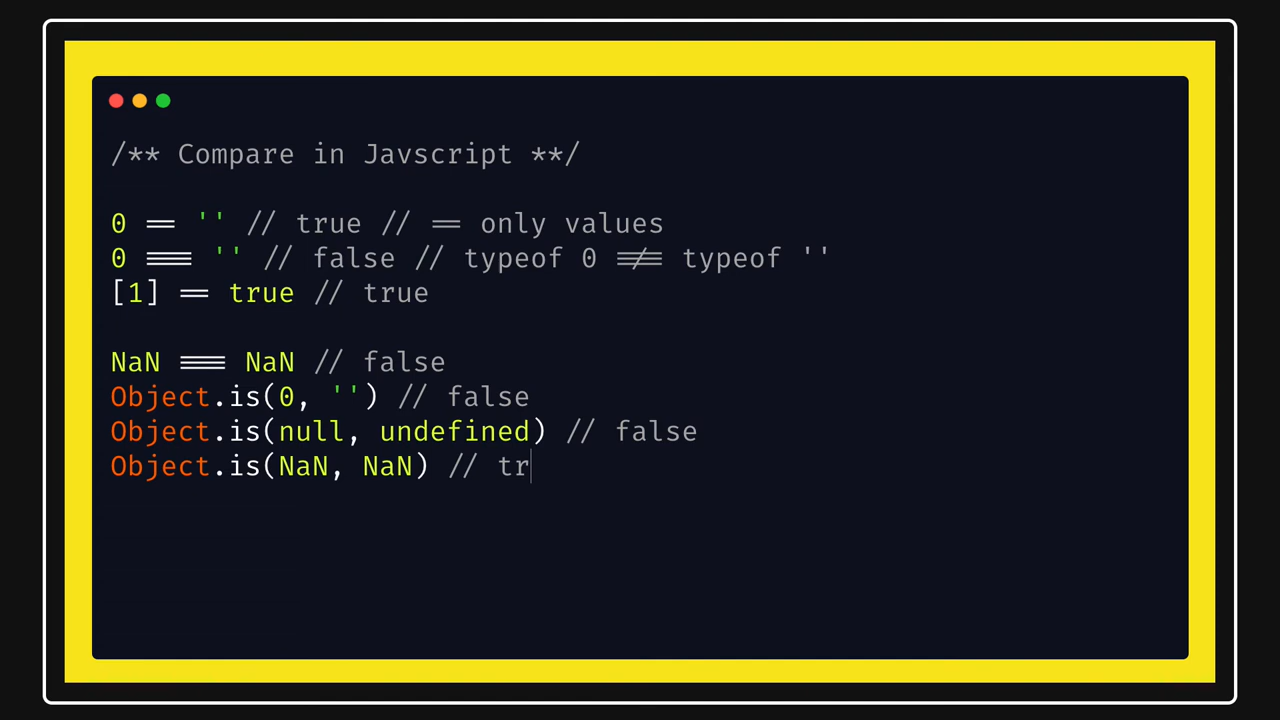 /** Compare in Javscript **/
0 == '' // true // == only values
0 === '' // false // typeof 0 !== typeof ''
[1] == true // true
NaN === NaN // false
Object.is(0, '') // false
Object.is(null, undefined) // false
Object.is(NaN, NaN) // tr